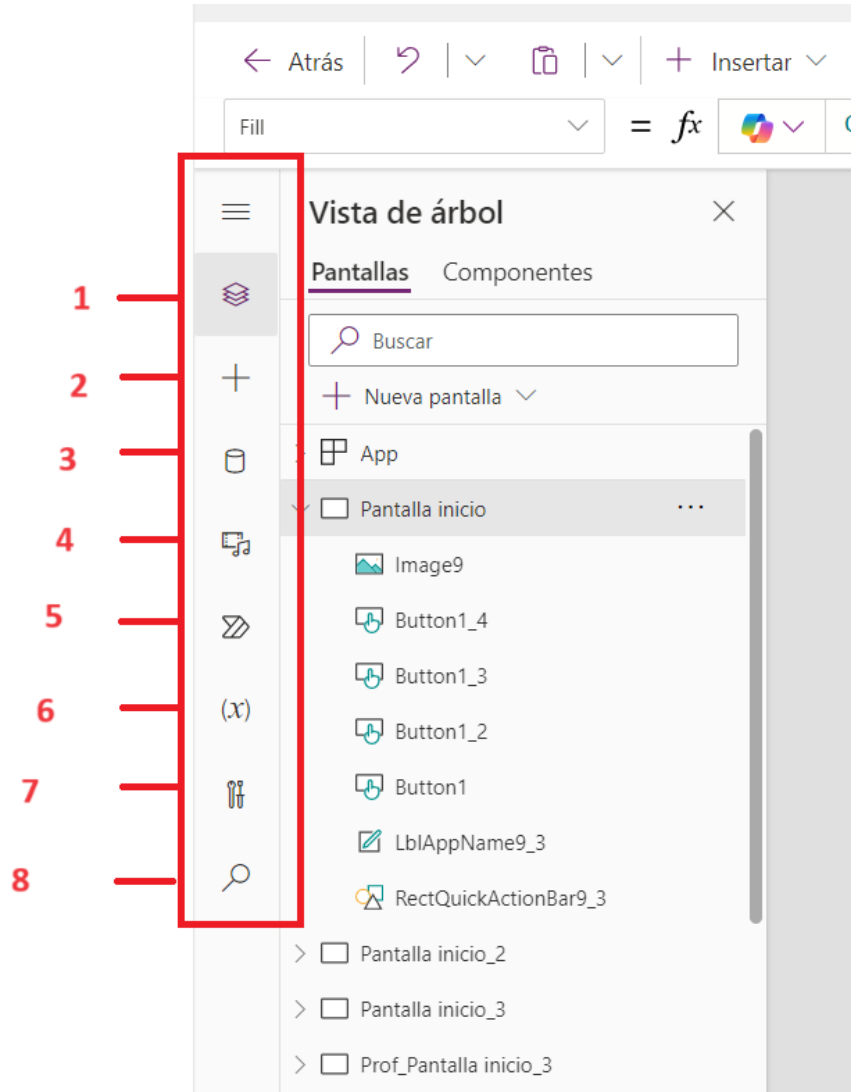 Atrás Insertar
Fill = fx
Vista de árbol
Pantallas Componentes
1
Buscar
2
Nueva pantalla
3
App
Pantalla inicio ...
4
Image9
5
Button1_4
Button1_3
6 (x)
Button1_2
7
Button1
LblAppName9_3
8
RectQuickActionBar9_3
Pantalla inicio_2
Pantalla inicio_3
Prof_Pantalla inicio_3